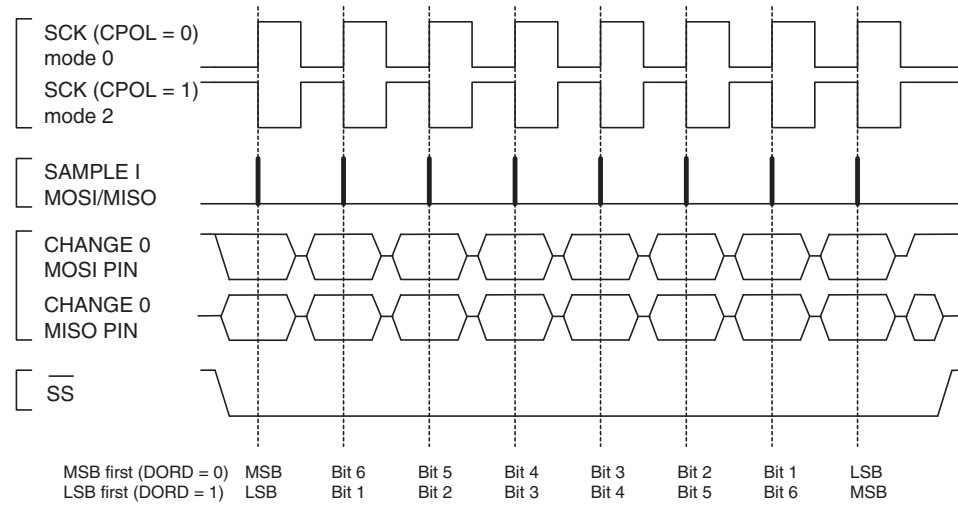 SCK (CPOL = 0)
mode 0
SCK (CPOL = 1)
mode 2
SAMPLE I
MOSI/MISO
CHANGE 0
MOSI PIN
CHANGE 0
MISO PIN
SS
MSB first (DORD = 0) MSB Bit 6 Bit 5 Bit 4 Bit 3 Bit 2 Bit 1 LSB
LSB first (DORD = 1) LSB Bit 1 Bit 2 Bit 3 Bit 4 Bit 5 Bit 6 MSB